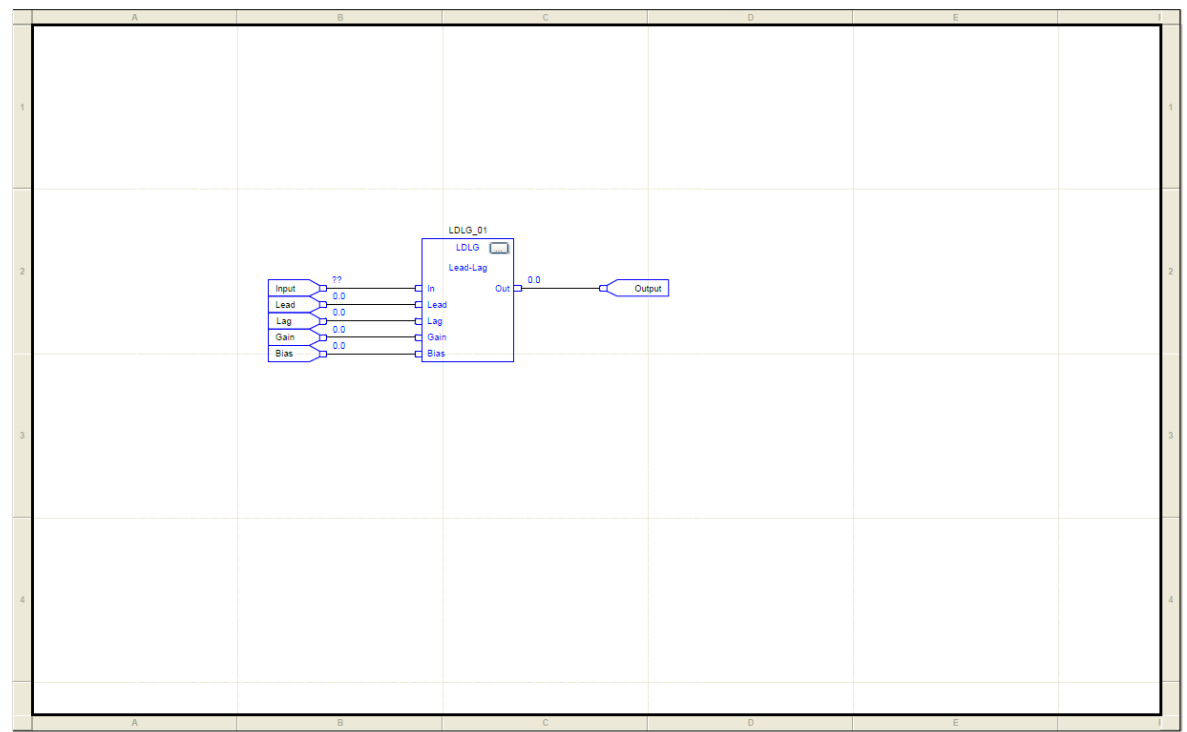 A B C D E
1 1
LDLG_01
LDLG ...
Lead-Lag
2 2
?? 0.0
Input In Out Output
0.0
Lead Lead
0.0
Lag Lag
0.0
Gain Gain
0.0
Bias Bias
3 3
4 4
A B C D E